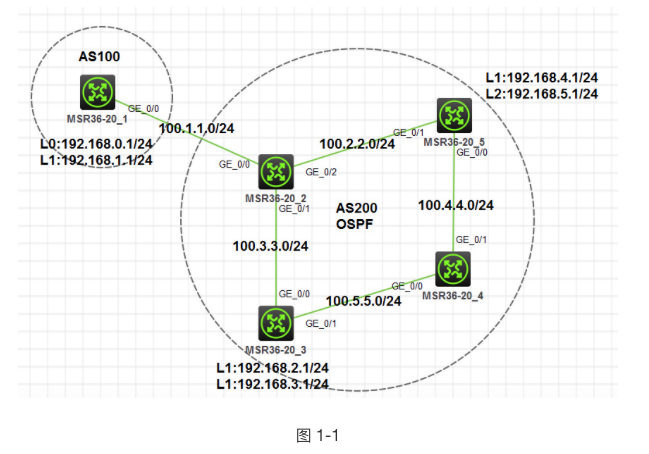 AS100
GE_0/0
MSR36-20_1
100.1.1.0/24
L0:192.168.0.1/24
L1:192.168.1.1/24
L1:192.168.4.1/24
L2:192.168.5.1/24
GE_0/1
MSR36-20_5
GE_0/0
100.2.2.0/24
GE_0/0
GE_0/2
MSR36-20_2
GE_0/1
AS200
OSPF
100.4.4.0/24
100.3.3.0/24
GE_0/1
GE_0/0
MSR36-20_4
GE_0/0
100.5.5.0/24
GE_0/1
MSR36-20_3
L1:192.168.2.1/24
L1:192.168.3.1/24
图 1-1